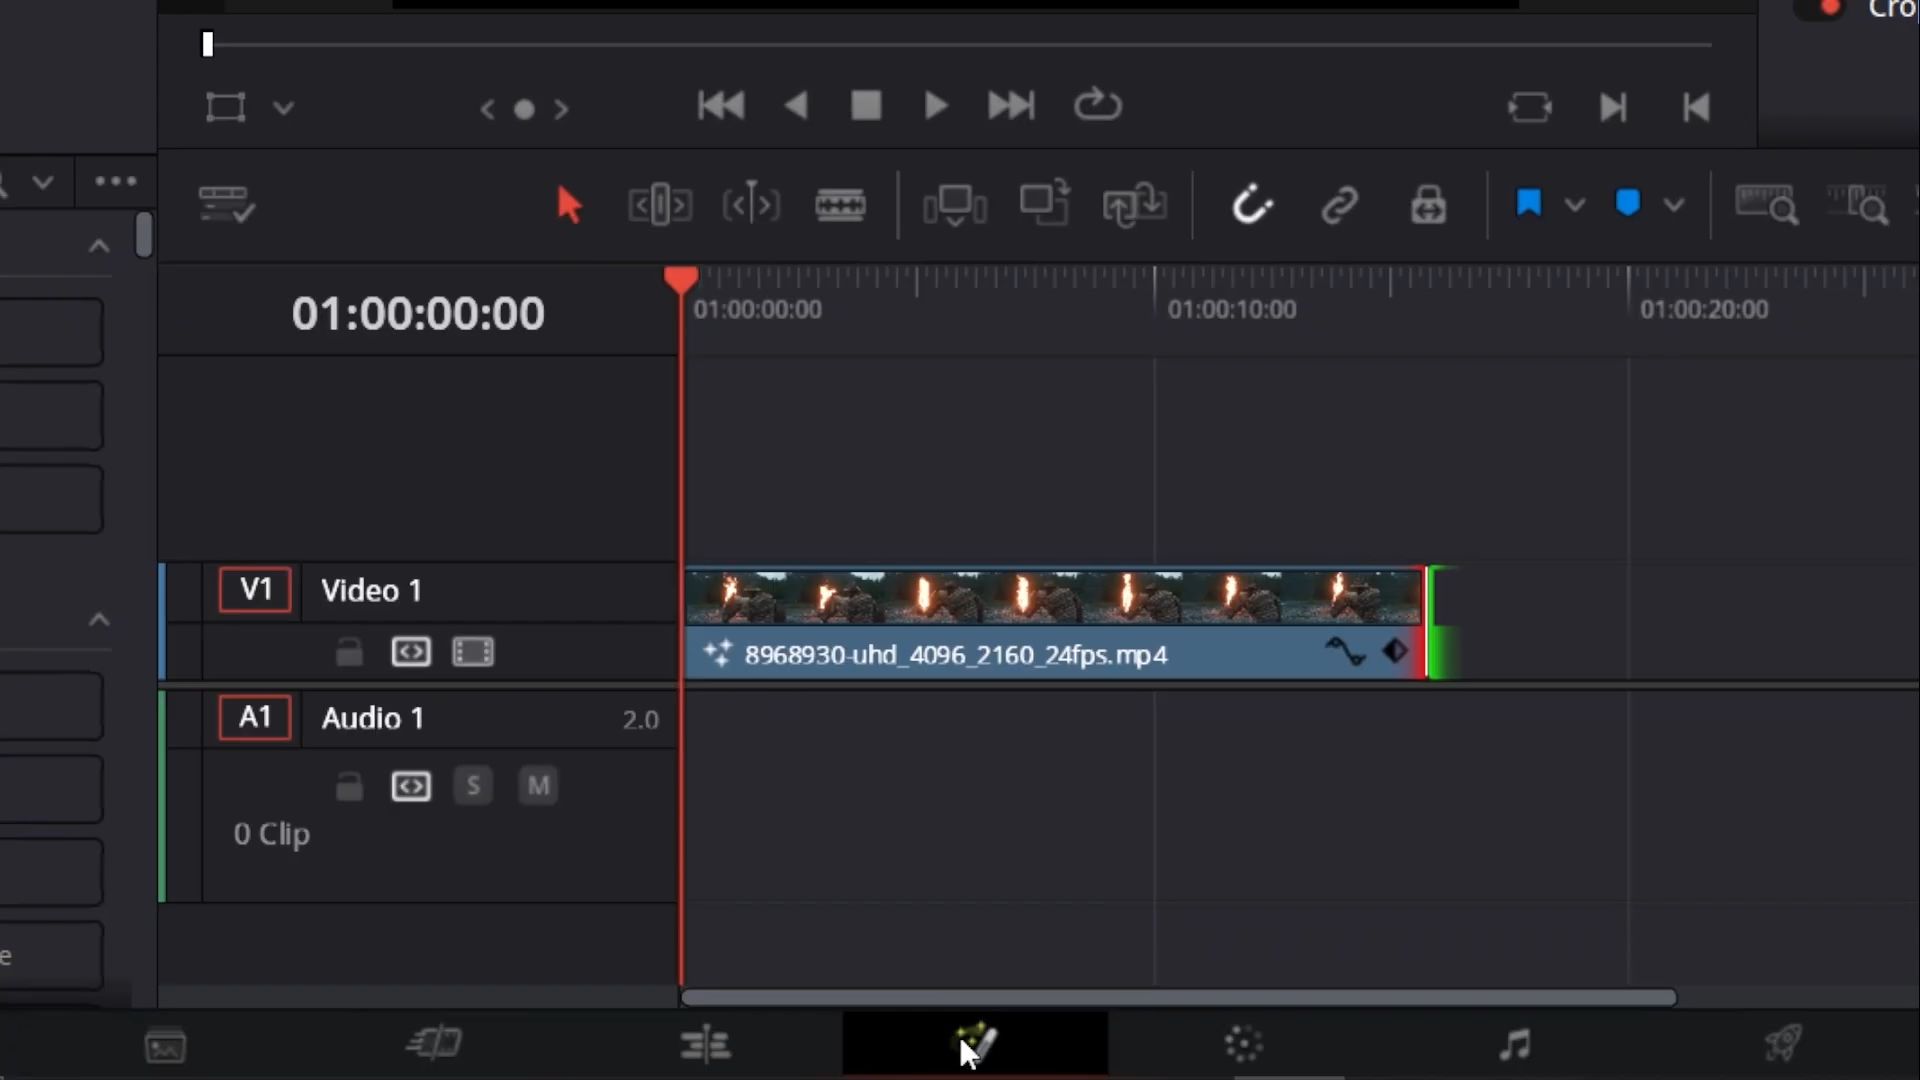 Cro
01:00:00:00
01:00:00:00
01:00:10:00
01:00:20:00
V1
Video 1
8968930-uhd_4096_2160_24fps.mp4
A1
Audio 1
2.0
S
M
0 Clip
e